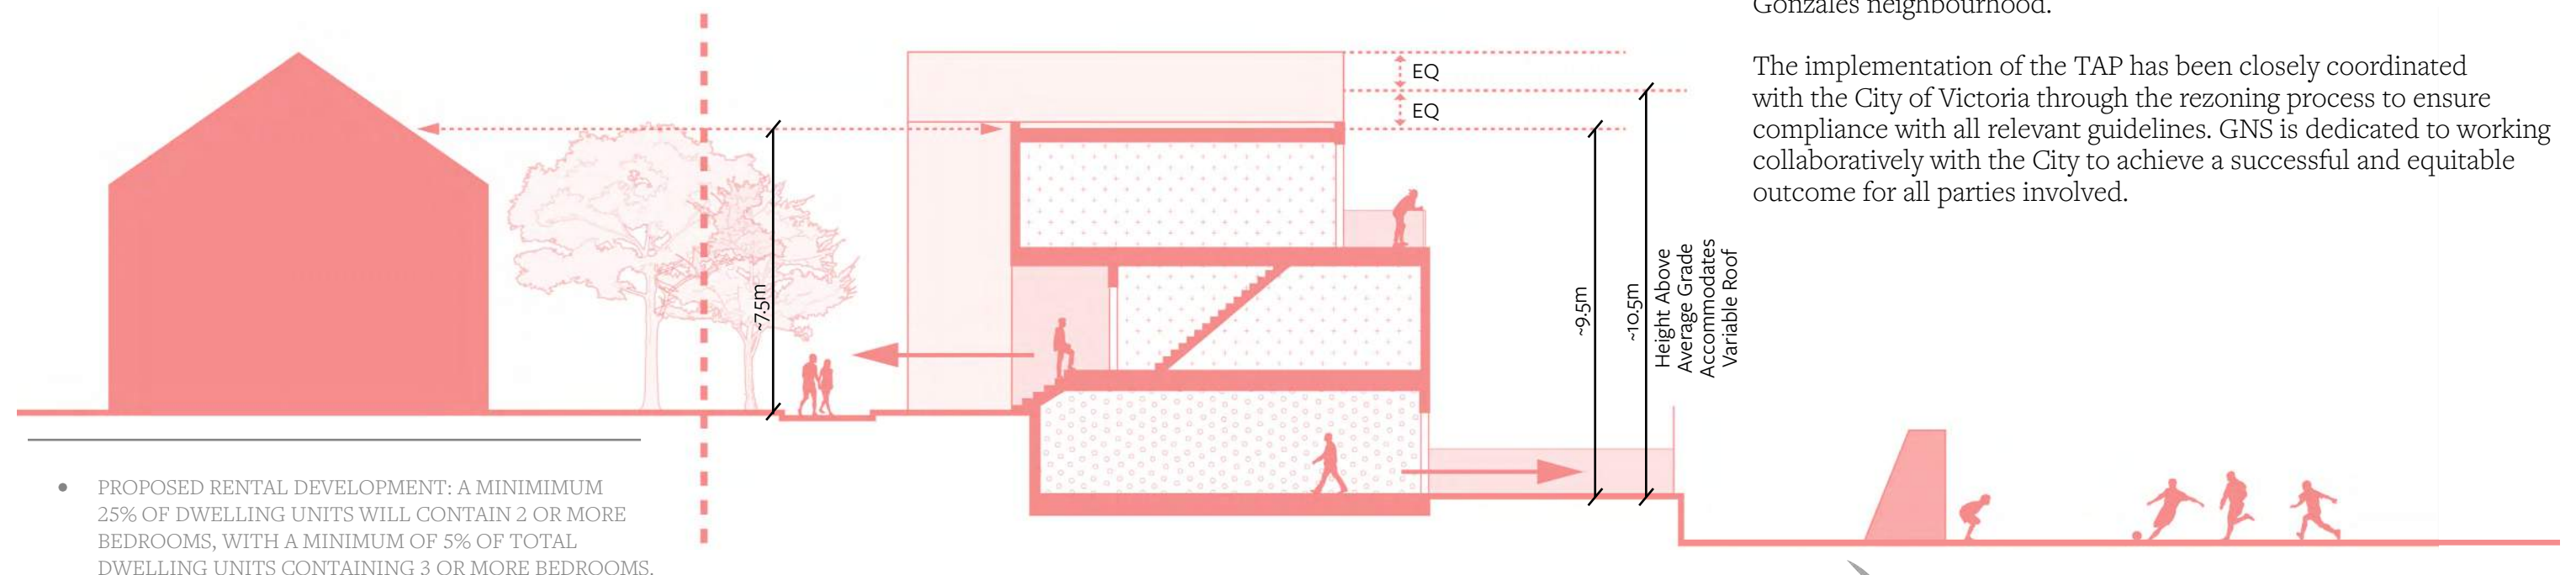 Gonzales neighbourhood.
The implementation of the TAP has been closely coordinated
with the City of Victoria through the rezoning process to ensure
compliance with all relevant guidelines. GNS is dedicated to working
collaboratively with the City to achieve a successful and equitable
outcome for all parties involved.
EQ
EQ
~7.5m
~9.5m
~10.5m
Height Above
Average Grade
Accommodates
Variable Roof
• PROPOSED RENTAL DEVELOPMENT: A MINIMIMUM
25% OF DWELLING UNITS WILL CONTAIN 2 OR MORE
BEDROOMS, WITH A MINIMUM OF 5% OF TOTAL
DWELLING UNITS CONTAINING 3 OR MORE BEDROOMS.